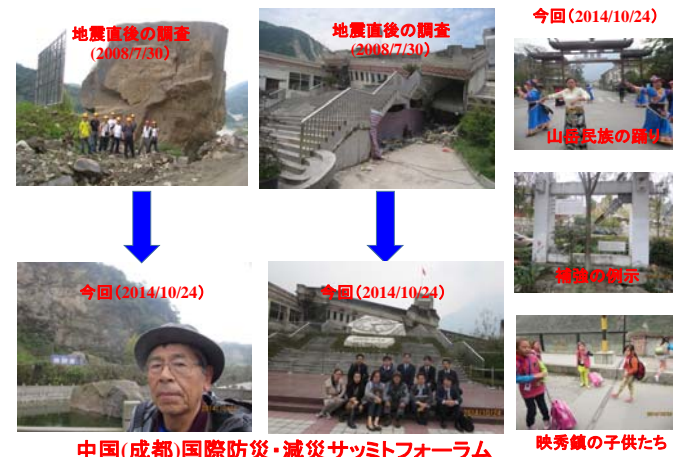 地震直後の調査
(2008/7/30)
地震直後の調査
(2008/7/30)
今回(2014/10/24)
山岳民族の踊り
今回(2014/10/24)
今回(2014/10/24)
補強の例示
映秀鎮の子供たち
中国(成都)国際防災・減災サッミトフォーラム